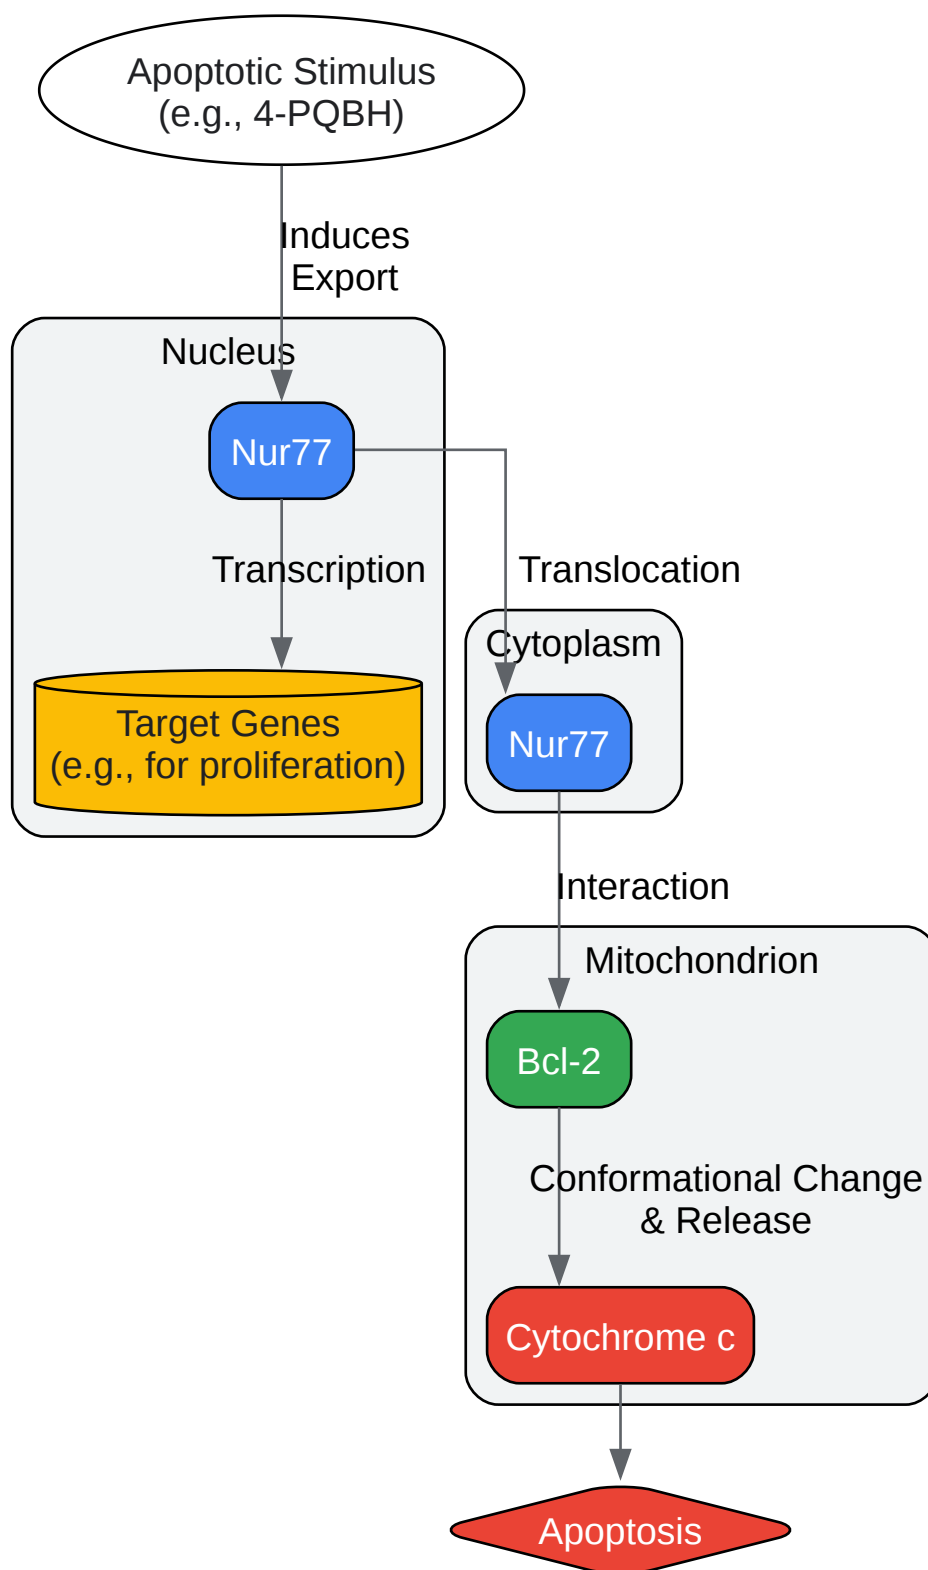 Apoptotic Stimulus
(e.g., 4-PQBH)
Induces
Export
Nucleus
Nur77
Transcription
Translocation
Cytoplasm
Target Genes
(e.g., for proliferation)
Nur77
Interaction
Mitochondrion
Bcl-2
Conformational Change
& Release
Cytochrome c
Apoptosis